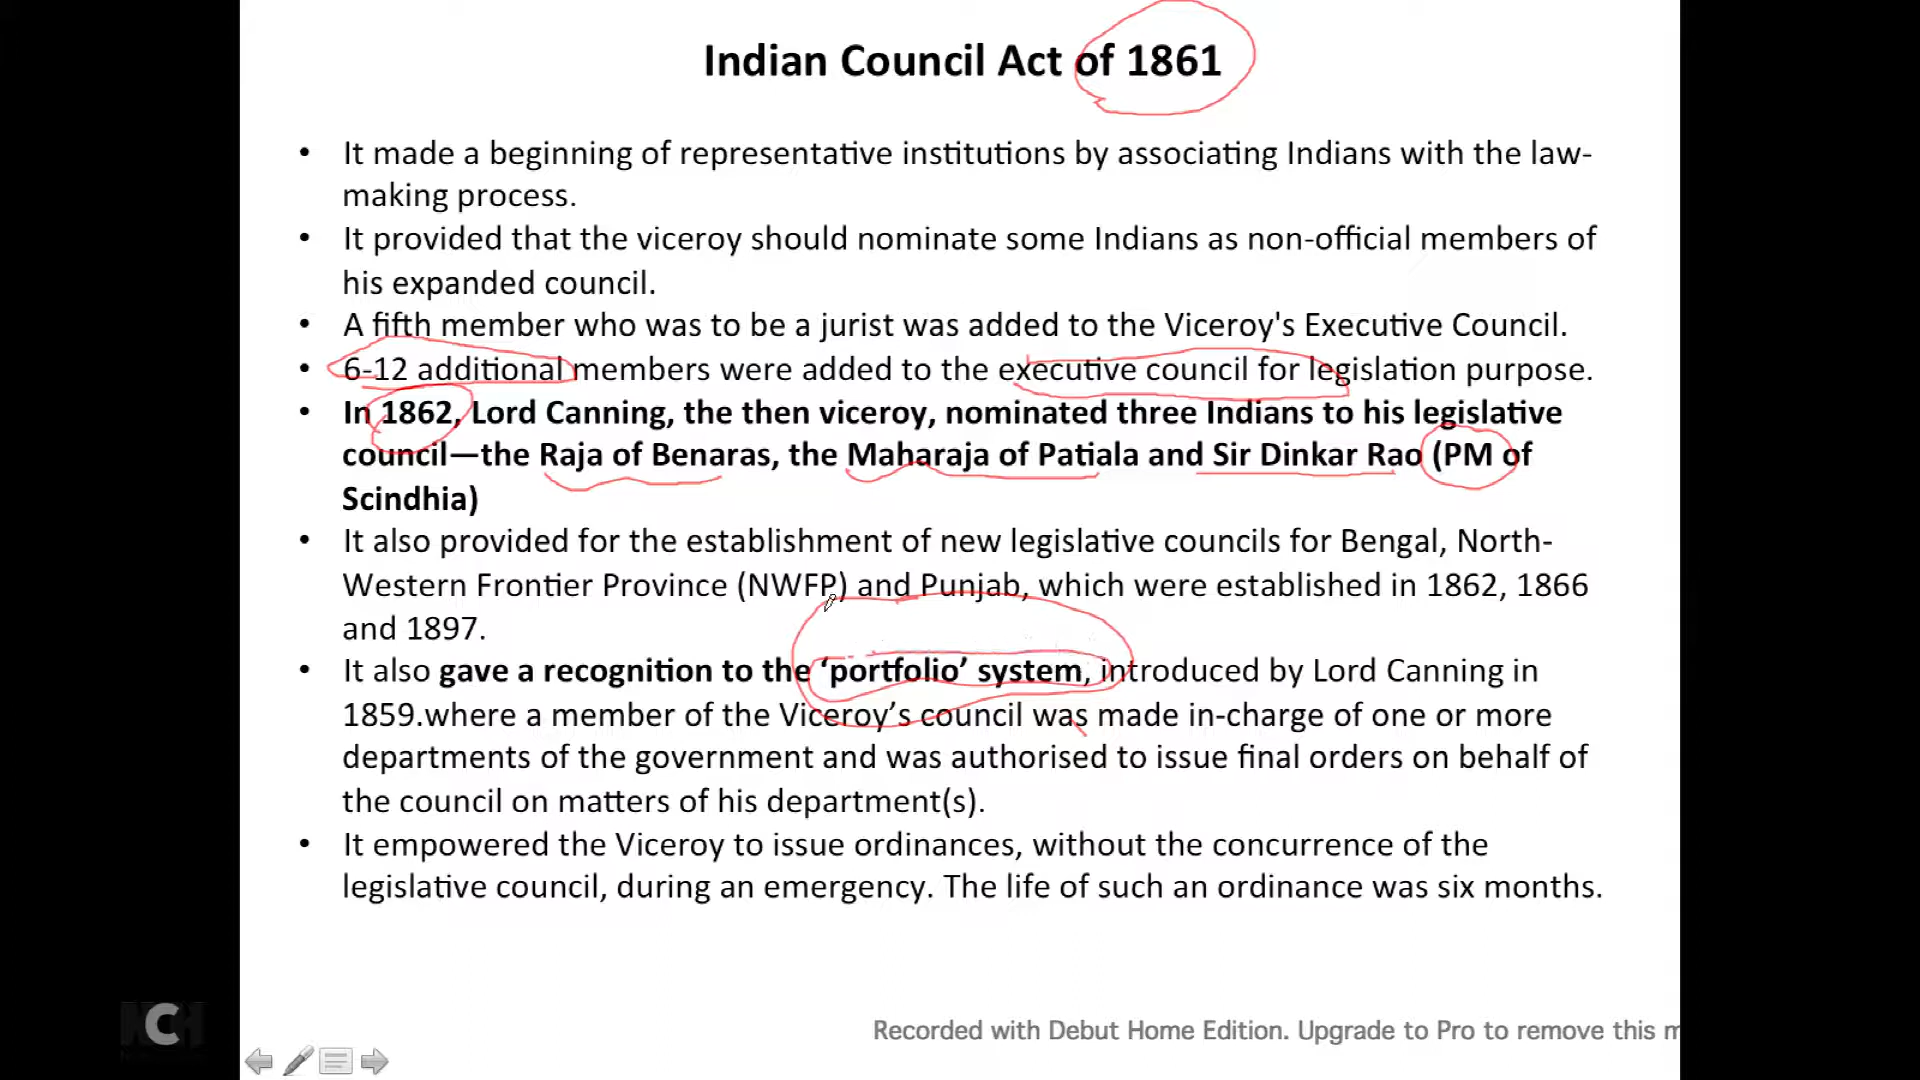 Indian Council Act of 1861
• It made a beginning of representative institutions by associating Indians with the law-
making process.
• It provided that the viceroy should nominate some Indians as non-official members of
his expanded council.
• A fifth member who was to be a jurist was added to the Viceroy's Executive Council.
• 6-12 additional members were added to the executive council for legislation purpose.
• In 1862, Lord Canning, the then viceroy, nominated three Indians to his legislative
council—the Raja of Benaras, the Maharaja of Patiala and Sir Dinkar Rao (PM of
Scindhia)
• It also provided for the establishment of new legislative councils for Bengal, North-
Western Frontier Province (NWFP) and Punjab, which were established in 1862, 1866
and 1897.
• It also gave a recognition to the ‘portfolio’ system, introduced by Lord Canning in
1859.where a member of the Viceroy’s council was made in-charge of one or more
departments of the government and was authorised to issue final orders on behalf of
the council on matters of his department(s).
• It empowered the Viceroy to issue ordinances, without the concurrence of the
legislative council, during an emergency. The life of such an ordinance was six months.
Recorded with Debut Home Edition. Upgrade to Pro to remove this m